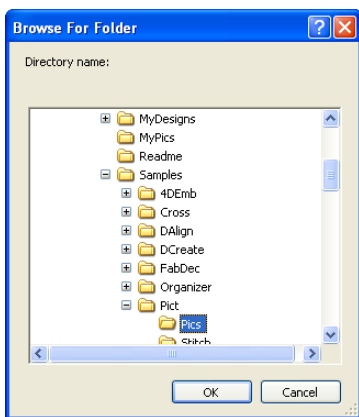 Browse For Folder
Directory name:
MyDesigns
MyPics
Readme
Samples
4DEmb
Cross
DAlign
DCreate
FabDec
Organizer
Pict
Pics
Stitch
OK Cancel